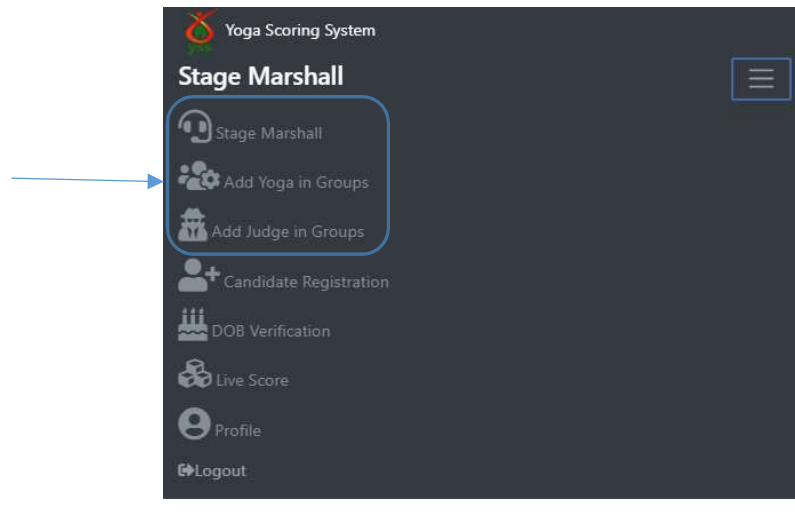 Yoga Scoring System
yss
Stage Marshall
Stage Marshall
Add Yoga in Groups
Add Judge in Groups
Candidate Registration
DOB Verification
Live Score
Profile
Logout